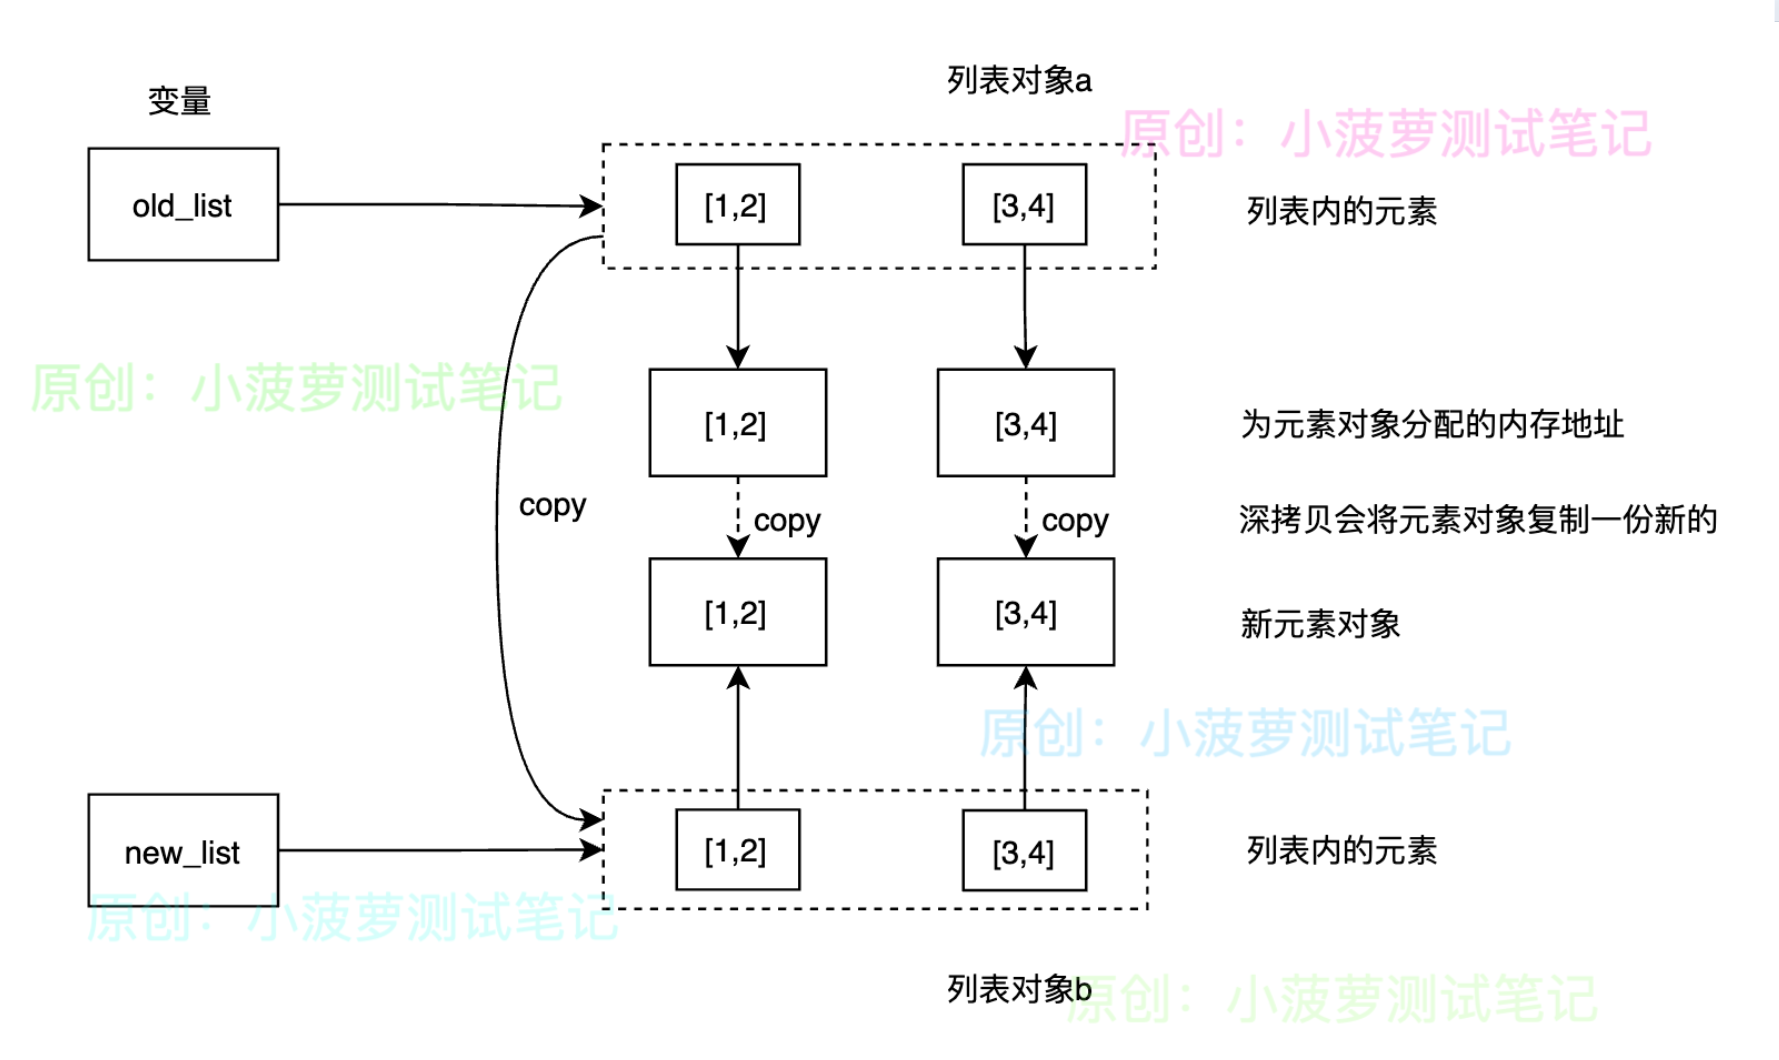 列表对象a
变量
原创：小菠萝测试笔记
old_list
[1,2]
[3,4]
列表内的元素
原创：小菠萝测试笔记
[1,2]
[3,4]
为元素对象分配的内存地址
copy
copy
copy
深拷贝会将元素对象复制一份新的
[1,2]
[3,4]
新元素对象
原创：小菠萝测试笔记
new_list
[1,2]
[3,4]
列表内的元素
原创：小菠萝测试笔记
列表对象b
原创：小菠萝测试笔记